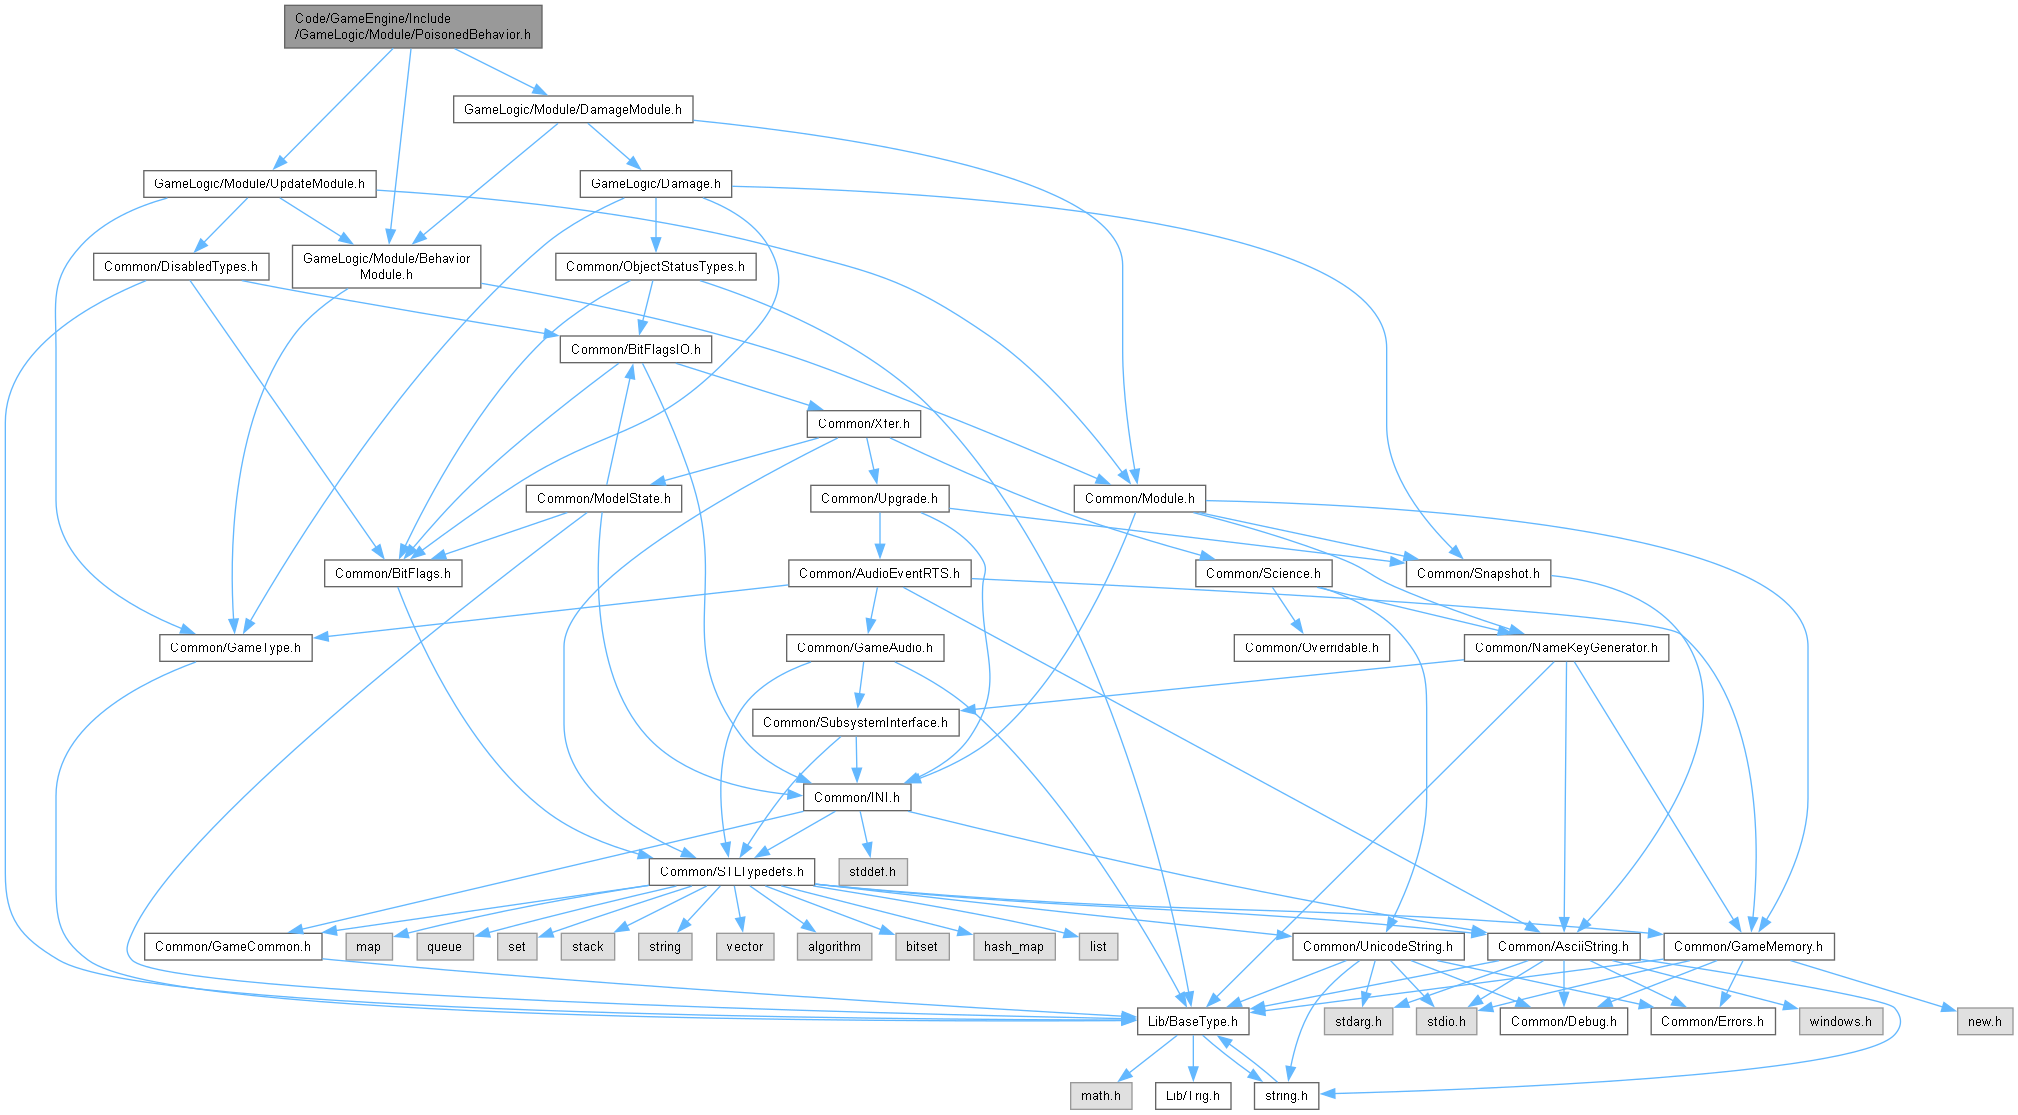 Code/GameEngine/Include
/GameLogic/Module/PoisonedBehavior.h
GameLogic/Module/DamageModule.h
GameLogic/Module/UpdateModule.h
GameLogic/Damage.h
Common/DisabledTypes.h
GameLogic/Module/Behavior
Module.h
Common/ObjectStatusTypes.h
Common/BitFlagsIO.h
Common/Xfer.h
Common/ModelState.h
Common/Upgrade.h
Common/Module.h
Common/BitFlags.h
Common/AudioEventRTS.h
Common/Science.h
Common/Snapshot.h
Common/GameType.h
Common/GameAudio.h
Common/Overridable.h
Common/NameKeyGenerator.h
Common/SubsystemInterface.h
Common/INI.h
Common/STLTypedefs.h
stddef.h
Common/GameCommon.h
map
queue
set
stack
string
vector
algorithm
bitset
hash_map
list
Common/UnicodeString.h
Common/AsciiString.h
Common/GameMemory.h
Lib/BaseType.h
stdarg.h
stdio.h
Common/Debug.h
Common/Errors.h
windows.h
new.h
math.h
Lib/Trig.h
string.h